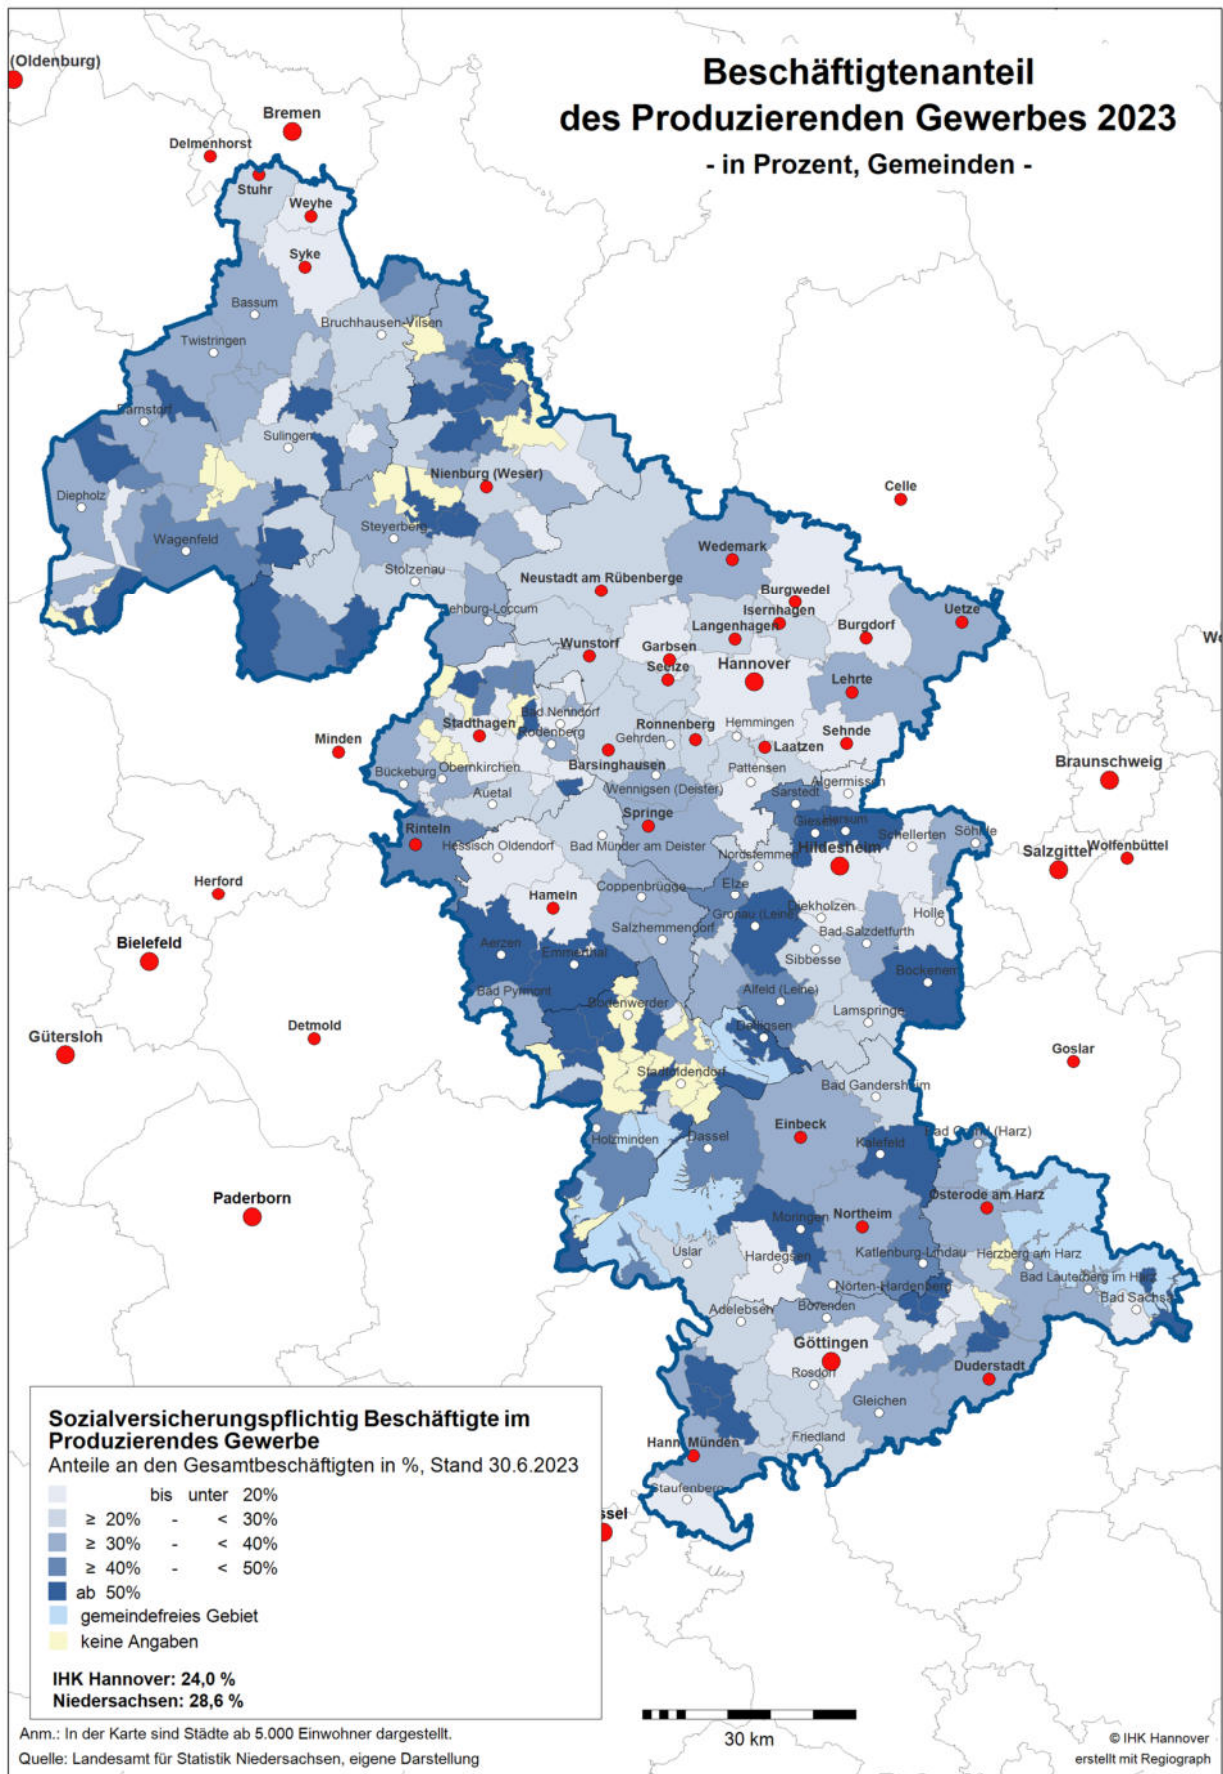 Beschäftigtenanteil
des Produzierenden Gewerbes 2023
- in Prozent, Gemeinden -
(Oldenburg)
Bremen
Delmenhorst
Stuhr
Weyhe
Syke
Bassum
Bruchhausen-Vilsen
Twistringen
Barnstorf
Sulingen
Diepholz
Nienburg (Weser)
Celle
Steyerberg
Wagenfeld
Wedemark
Stolzenau
Neustadt am Rübenberge
Burgwedel
Isernhagen
Uetze
Rehburg-Loccum
Langenhagen
Burgdorf
Wunstorf
Garbsen
Seelze
Hannover
Lehrte
Bad Nenndorf
Stadthagen
Rodenberg
Ronnenberg
Hemmingen
Sehnde
Minden
Gehrden
Laatzen
Barsinghausen
Braunschweig
Bückeburg
Obernkirchen
Pattensen
Algermissen
Wennigsen (Deister)
Auetal
Sarstedt
Springe
Giesen
Harsum
Rinteln
Schellerten
Söhlde
Hessisch Oldendorf
Bad Münder am Deister
Nordstemmen
Hildesheim
Salzgitter
Wolfenbüttel
Herford
Hameln
Coppenbrügge
Elze
Diekholzen
Holle
Gronau (Leine)
Bielefeld
Salzhemmendorf
Bad Salzdetfurth
Aerzen
Emmerthal
Sibbesse
Bockenem
Bad Pyrmont
Bodenwerder
Alfeld (Leine)
Lamspringe
Gütersloh
Detmold
Delligsen
Goslar
Stadtoldendorf
Bad Gandersheim
Holzminden
Dassel
Einbeck
Kalefeld
Bad Grund (Harz)
Paderborn
Osterode am Harz
Moringen
Northeim
Uslar
Hardegsen
Katlenburg-Lindau
Herzberg am Harz
Bad Lauterberg im Harz
Nörten-Hardenberg
Bad Sachsa
Adelebsen
Bovenden
Göttingen
Rosdorf
Duderstadt
Gleichen
Hann. Münden
Friedland
Staufenberg
ssel
Sozialversicherungspflichtig Beschäftigte im
Produzierendes Gewerbe
Anteile an den Gesamtbeschäftigten in %, Stand 30.6.2023
bis unter 20%
≥ 20% - < 30%
≥ 30% - < 40%
≥ 40% - < 50%
ab 50%
gemeindefreies Gebiet
keine Angaben
IHK Hannover: 24,0 %
Niedersachsen: 28,6 %
Anm.: In der Karte sind Städte ab 5.000 Einwohner dargestellt.
Quelle: Landesamt für Statistik Niedersachsen, eigene Darstellung
30 km
© IHK Hannover
erstellt mit Regiograph